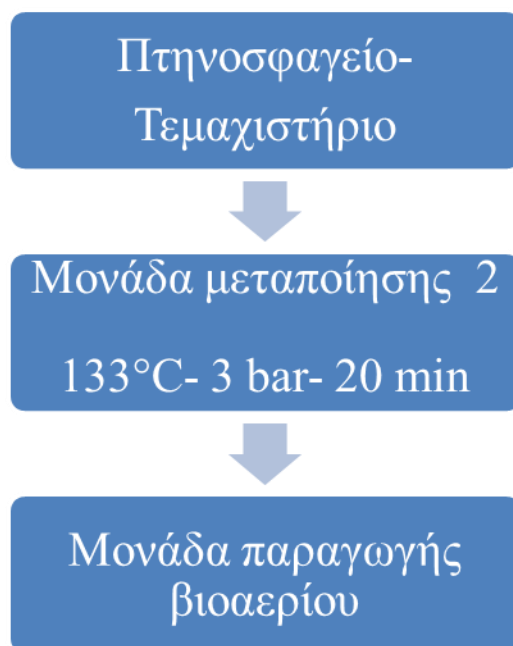 Πτηνοσφαγείο-
Τεμαχιστήριο
Μονάδα μεταποίησης 2
133°C- 3 bar- 20 min
Μονάδα παραγωγής
βιοαερίου